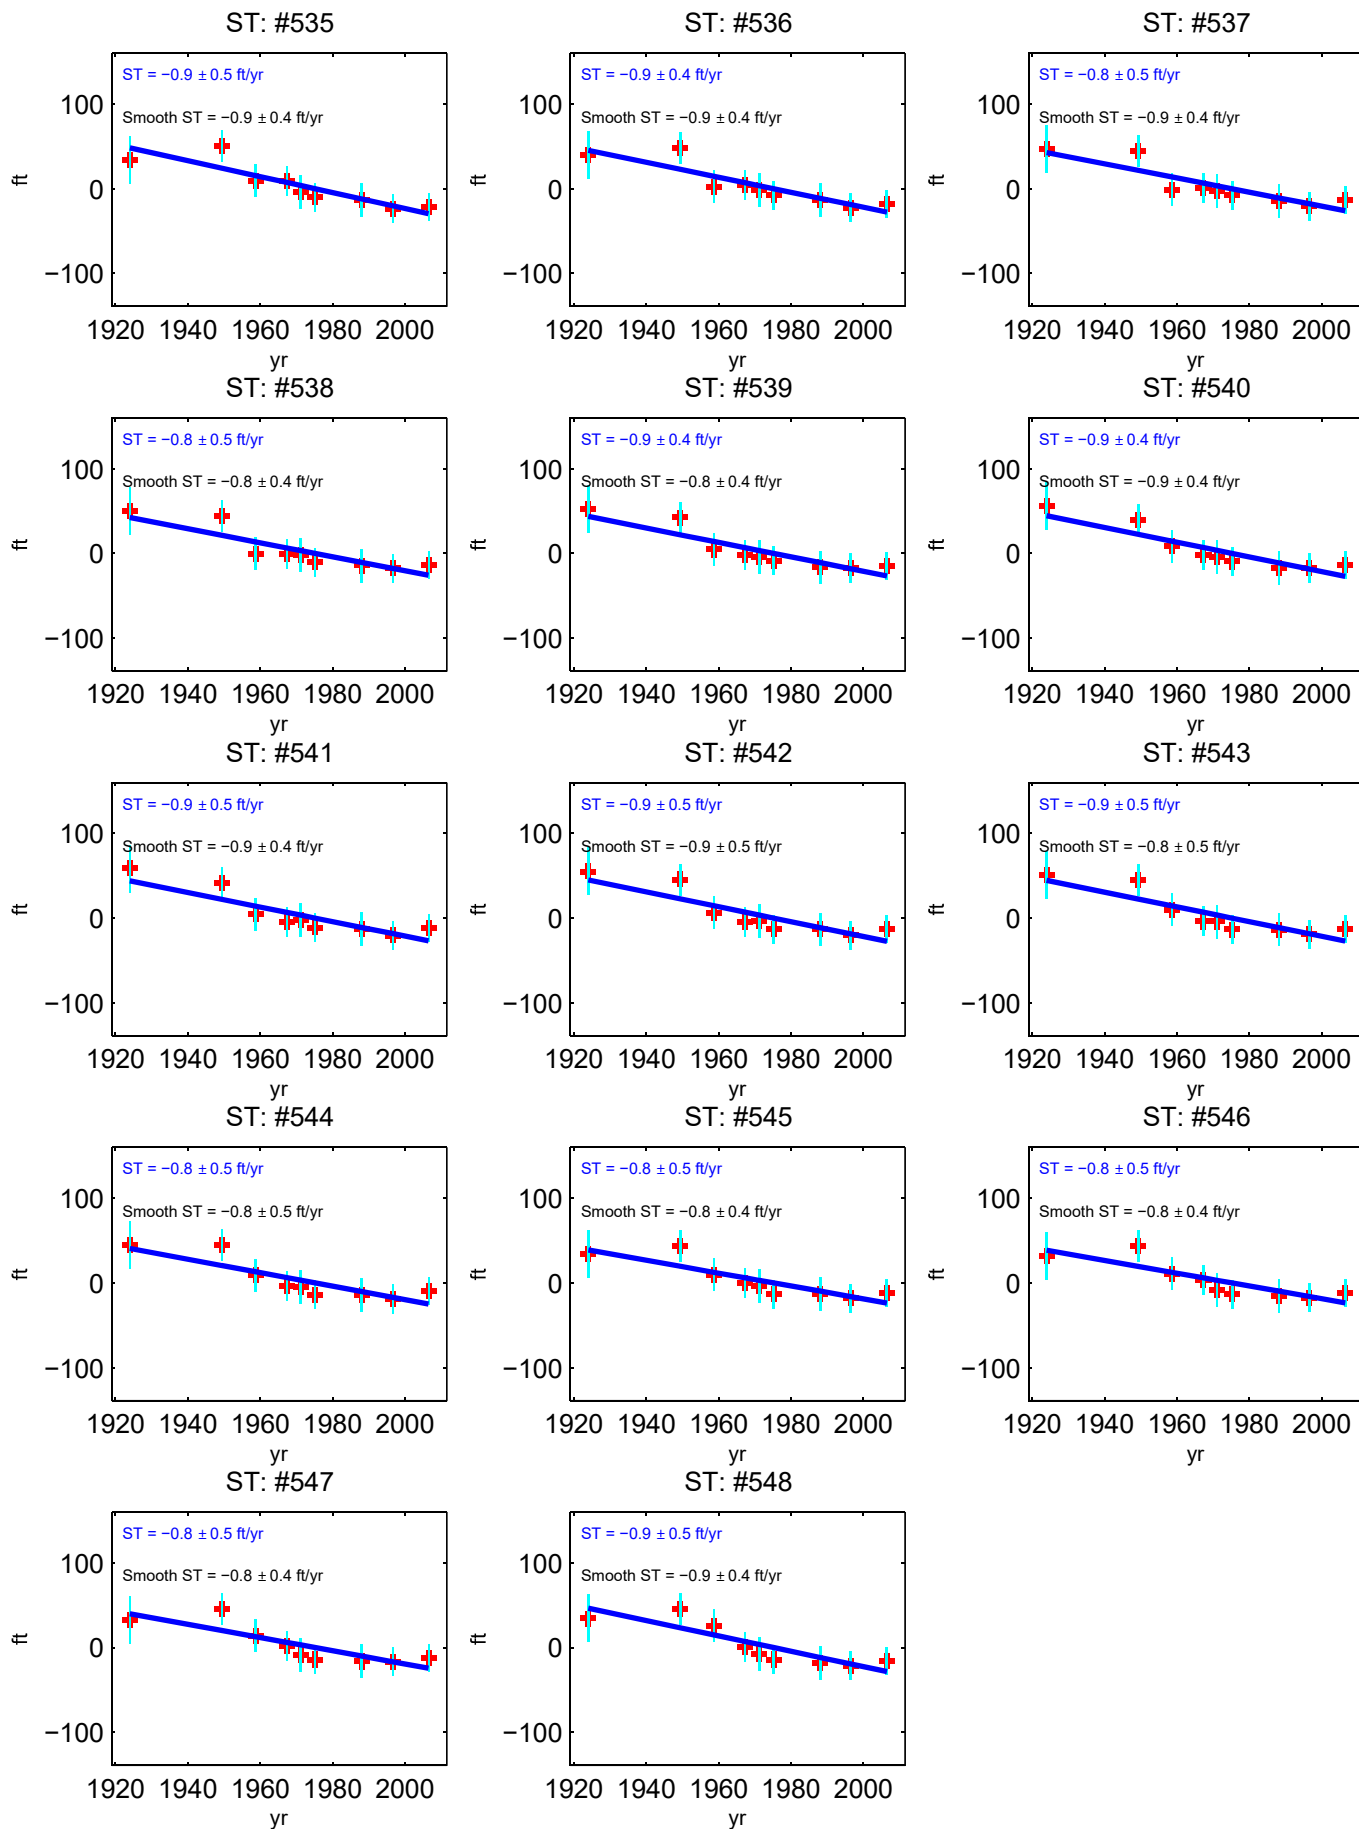 ST: #535
ST: #536
ST: #537
ST = −0.9 ± 0.5 ft/yr
ST = −0.9 ± 0.4 ft/yr
ST = −0.8 ± 0.5 ft/yr
Smooth ST = −0.9 ± 0.4 ft/yr
Smooth ST = −0.9 ± 0.4 ft/yr
Smooth ST = −0.9 ± 0.4 ft/yr
100 100 100
ft ft ft
0 0 0
−100 −100 −100
1920 1940 1960 1980 2000 1920 1940 1960 1980 2000 1920 1940 1960 1980 2000
yr yr yr
ST: #538
ST: #539
ST: #540
ST = −0.8 ± 0.5 ft/yr
ST = −0.9 ± 0.4 ft/yr
ST = −0.9 ± 0.4 ft/yr
Smooth ST = −0.8 ± 0.4 ft/yr
Smooth ST = −0.8 ± 0.4 ft/yr
Smooth ST = −0.9 ± 0.4 ft/yr
100 100 100
ft ft ft
0 0 0
−100 −100 −100
1920 1940 1960 1980 2000 1920 1940 1960 1980 2000 1920 1940 1960 1980 2000
yr yr yr
ST: #541
ST: #542
ST: #543
ST = −0.9 ± 0.5 ft/yr
ST = −0.9 ± 0.5 ft/yr
ST = −0.9 ± 0.5 ft/yr
Smooth ST = −0.9 ± 0.4 ft/yr
Smooth ST = −0.9 ± 0.5 ft/yr
Smooth ST = −0.8 ± 0.5 ft/yr
100 100 100
ft ft ft
0 0 0
−100 −100 −100
1920 1940 1960 1980 2000 1920 1940 1960 1980 2000 1920 1940 1960 1980 2000
yr yr yr
ST: #544
ST: #545
ST: #546
ST = −0.8 ± 0.5 ft/yr
ST = −0.8 ± 0.5 ft/yr
ST = −0.8 ± 0.5 ft/yr
Smooth ST = −0.8 ± 0.5 ft/yr
Smooth ST = −0.8 ± 0.4 ft/yr
Smooth ST = −0.8 ± 0.4 ft/yr
100 100 100
ft ft ft
0 0 0
−100 −100 −100
1920 1940 1960 1980 2000 1920 1940 1960 1980 2000 1920 1940 1960 1980 2000
yr yr yr
ST: #547
ST: #548
ST = −0.8 ± 0.5 ft/yr
ST = −0.9 ± 0.5 ft/yr
Smooth ST = −0.8 ± 0.4 ft/yr
Smooth ST = −0.9 ± 0.4 ft/yr
100 100
ft ft
0 0
−100 −100
1920 1940 1960 1980 2000 1920 1940 1960 1980 2000
yr yr